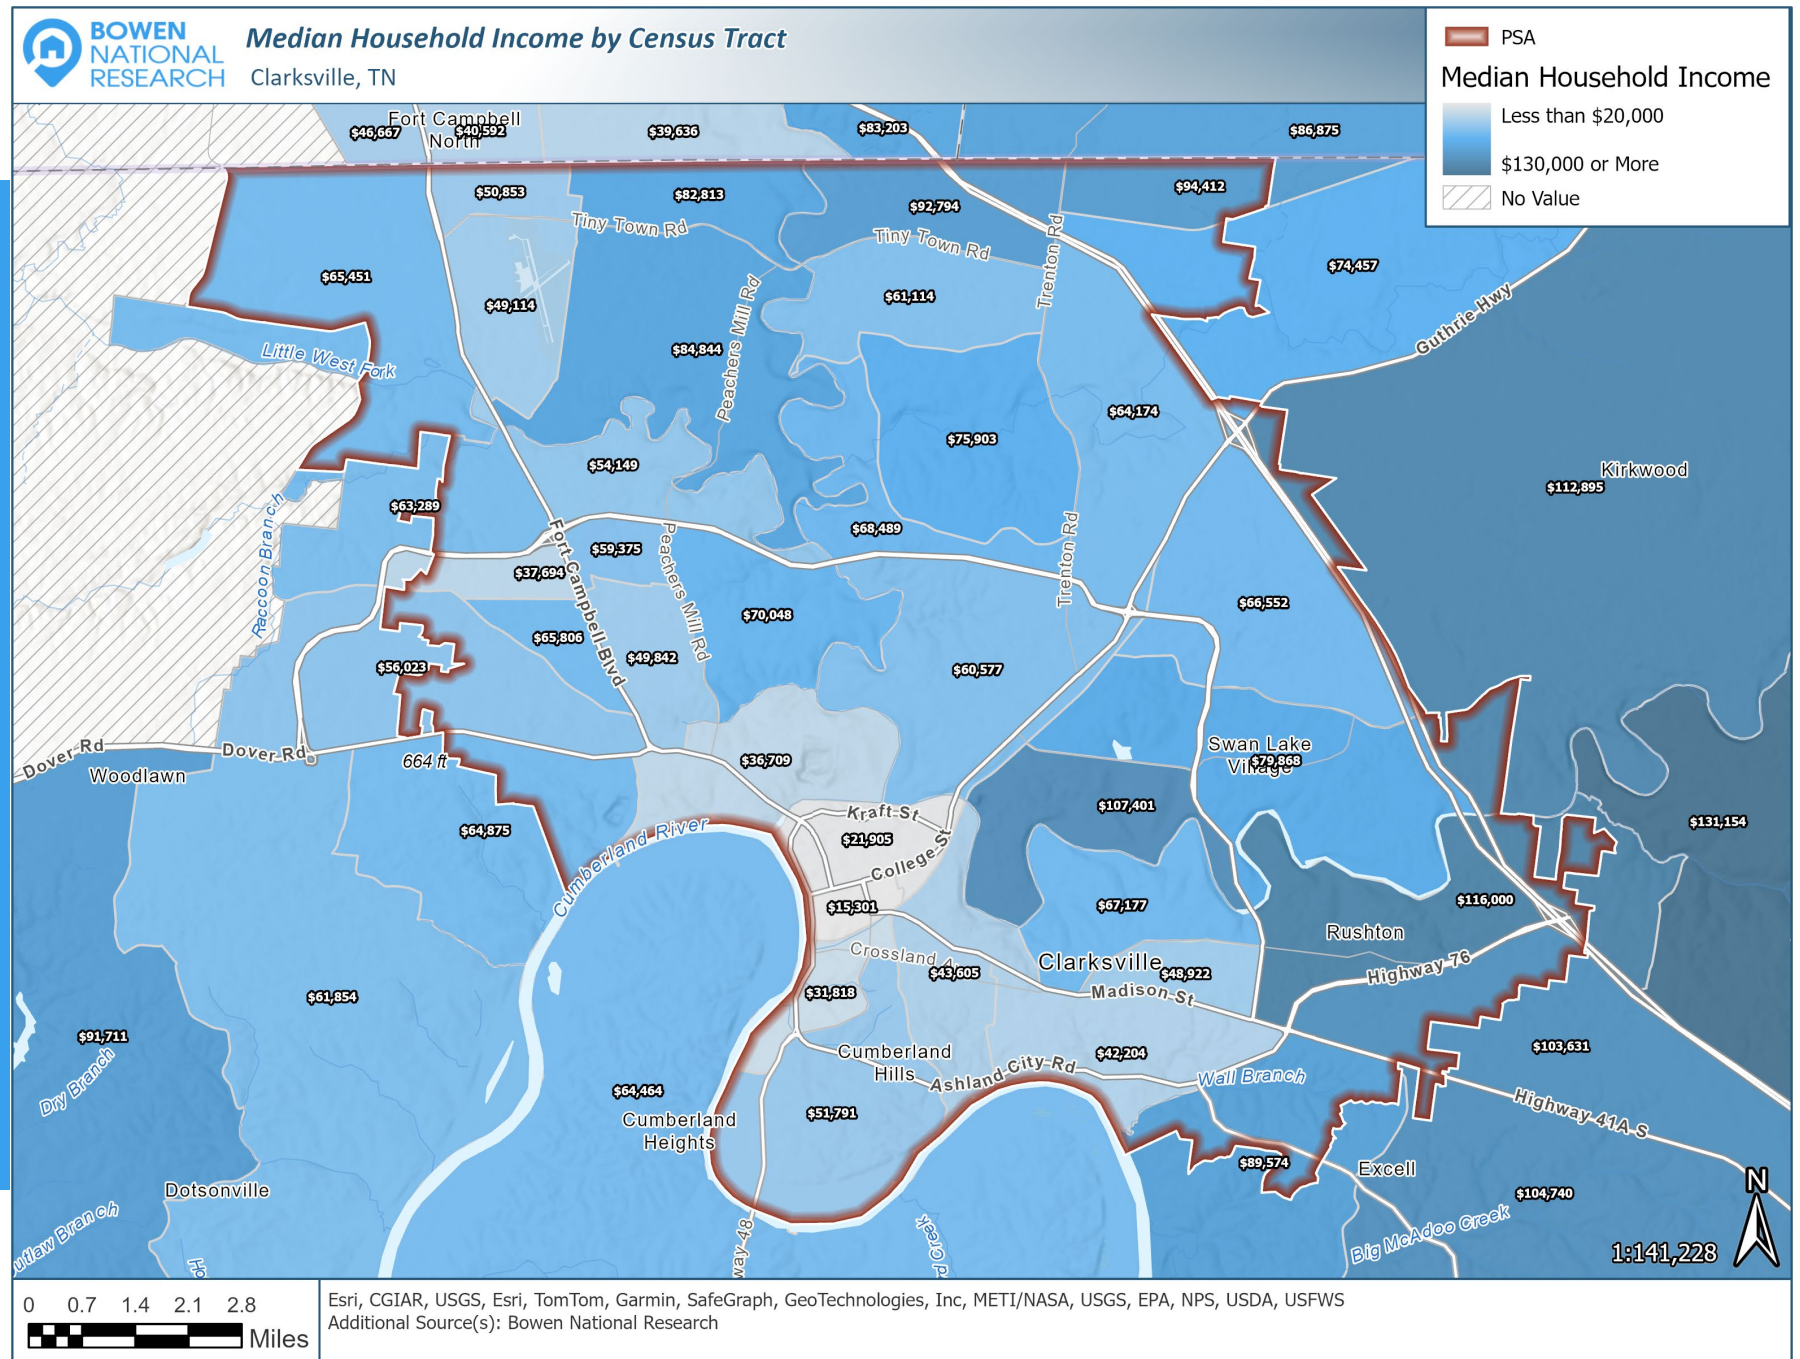 BOWEN
NATIONAL
RESEARCH
Median Household Income by Census Tract
Clarksville, TN
PSA
Median Household Income
Less than $20,000
$130,000 or More
No Value
Fort Campbell
North
$46,667
$40,592
$39,636
$83,203
$86,875
$50,853
$82,813
$92,794
$94,412
Tiny Town Rd
Tiny Town Rd
Trenton Rd
$65,451
$49,114
$61,114
$74,457
Peachers Mill Rd
Guthrie Hwy
$84,844
Little West Fork
$64,174
$75,903
$54,149
Kirkwood
$112,895
$63,289
Raccoon Branch
$68,489
$59,375
$37,694
Fort Campbell Blvd
Peachers Mill Rd
Trenton Rd
$66,552
$70,048
$65,806
$49,842
$56,023
$60,577
Dover Rd
Dover Rd
Woodlawn
664 ft
$36,709
Swan Lake
Village
$79,868
$107,401
$131,154
$64,875
Cumberland River
Kraft St
$21,905
College St
$15,301
$67,177
$116,000
Rushton
Crossland A
$43,605
Clarksville
$48,922
Highway 76
$31,818
Madison St
$61,854
$91,711
Dry Branch
Cumberland
Hills
$42,204
$103,631
Ashland City Rd
Wall Branch
$64,464
Cumberland
Heights
$51,791
Highway 41A S
$89,574
Excell
Dotsonville
$104,740
utlaw Branch
Ho
way 48
d Creek
Big McAdoo Creek
N
1:141,228
0 0.7 1.4 2.1 2.8
Miles
Esri, CGIAR, USGS, Esri, TomTom, Garmin, SafeGraph, GeoTechnologies, Inc, METI/NASA, USGS, EPA, NPS, USDA, USFWS
Additional Source(s): Bowen National Research